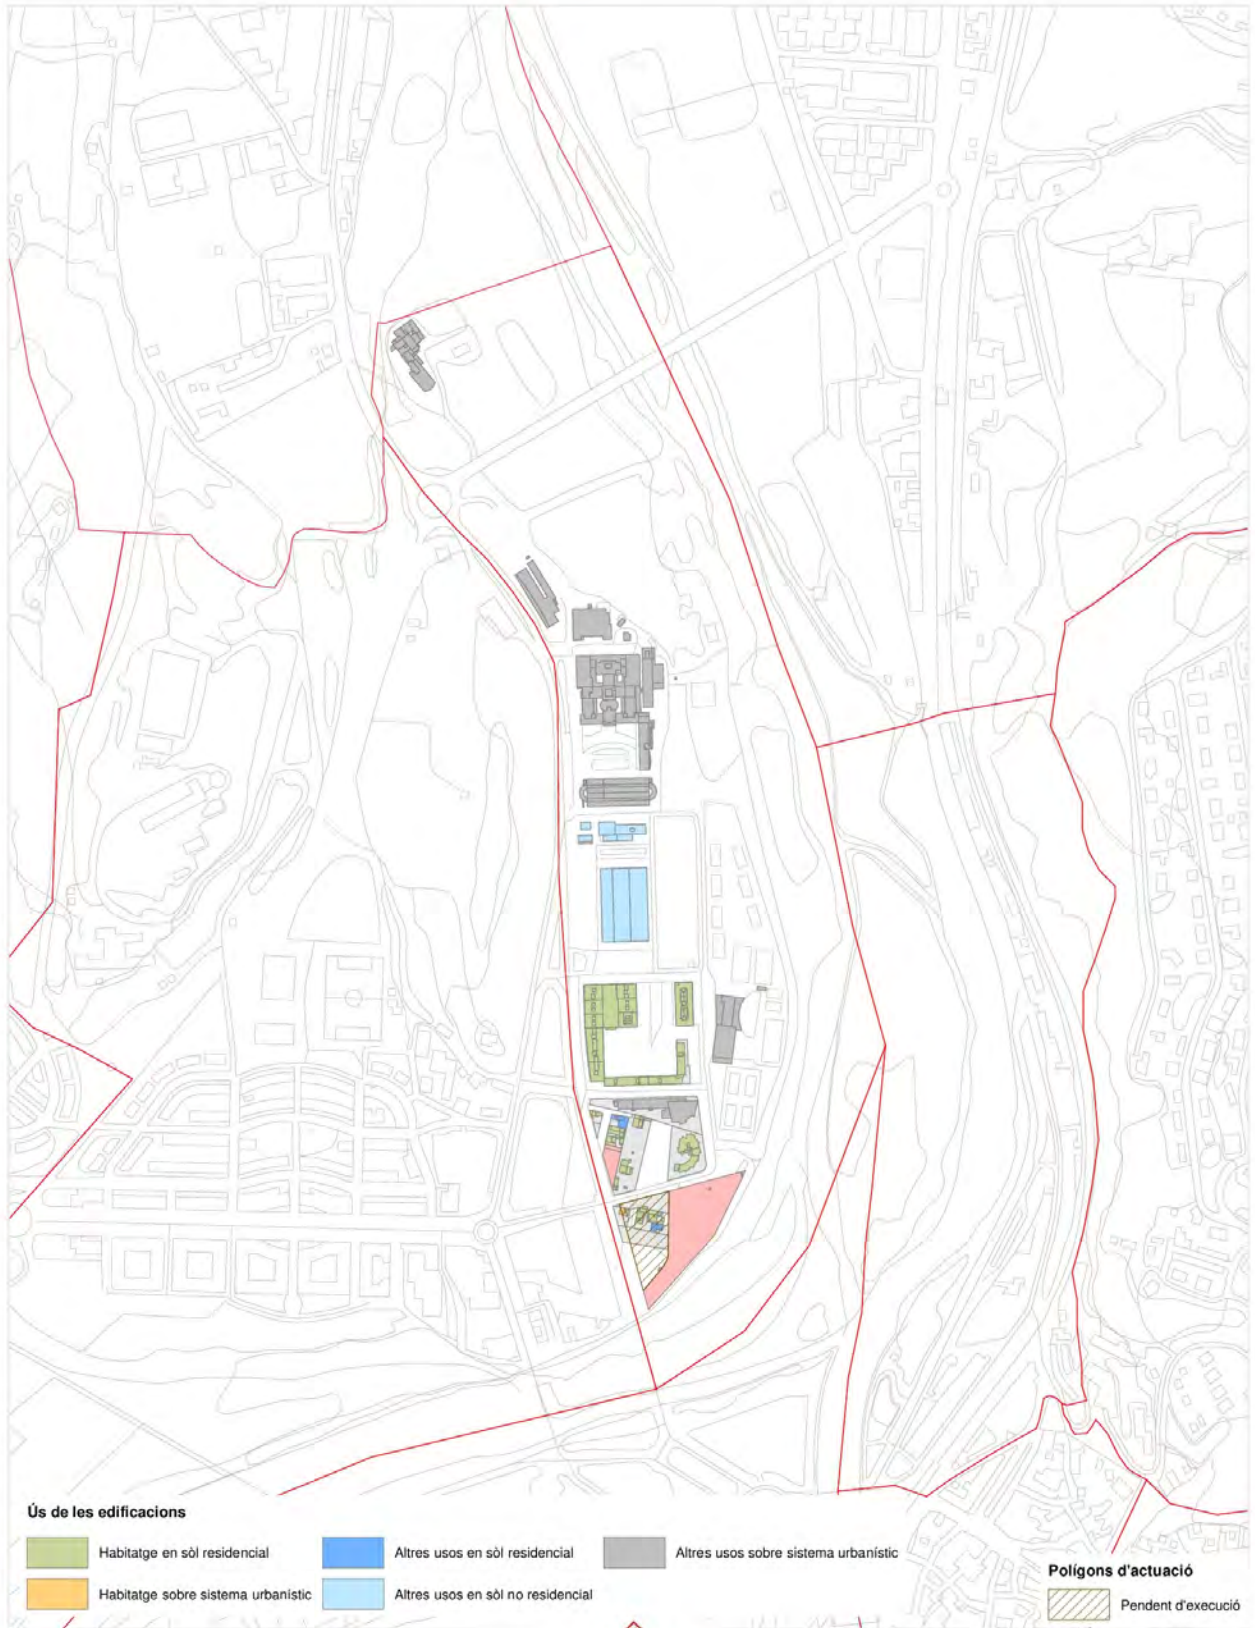 Ús de les edificacions
Habitatge en sòl residencial
Altres usos en sòl residencial
Altres usos sobre sistema urbanístic
Habitatge sobre sistema urbanístic
Altres usos en sòl no residencial
Polígons d'actuació
Pendent d'execució